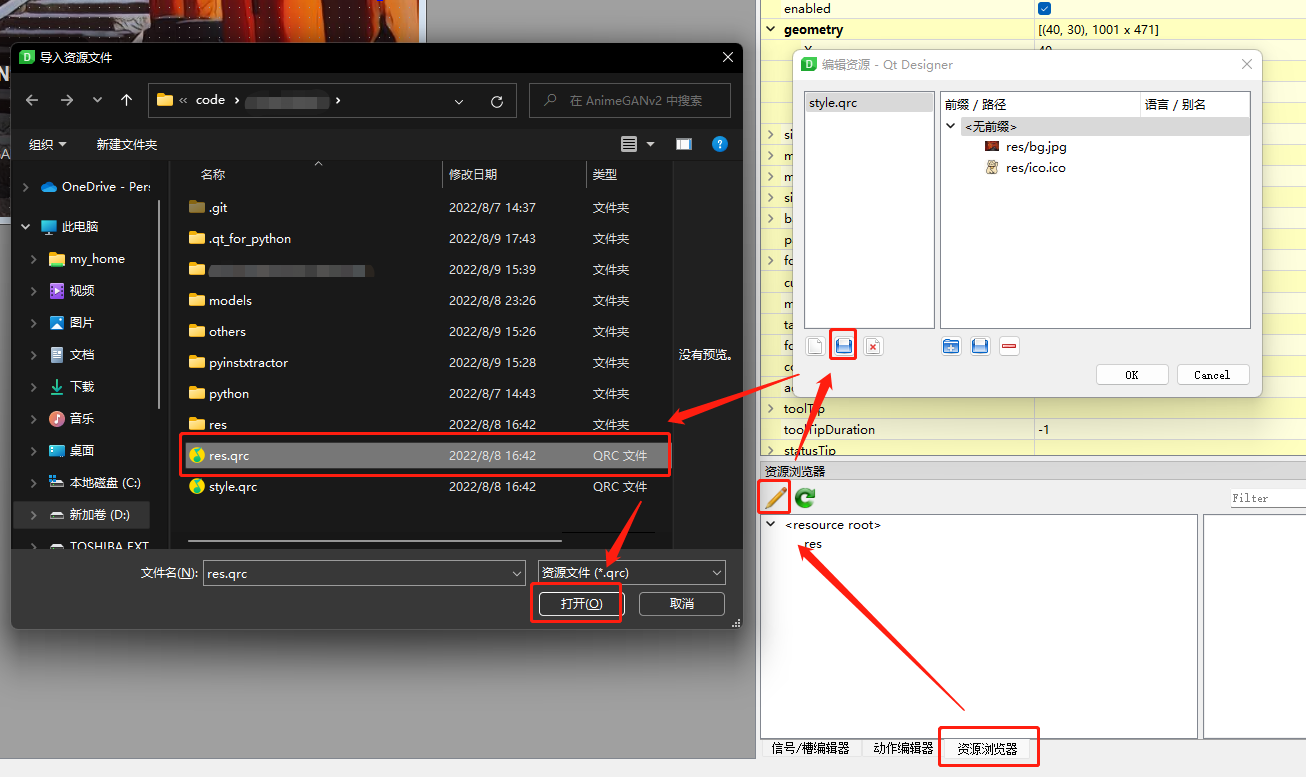 enabled
geometry
[(40, 30), 1001 x 471]
导入资源文件
« code › ›
在 AnimeGANv2 中搜索
组织
新建文件夹
OneDrive - Pers
此电脑
my_home
视频
图片
文档
下载
音乐
桌面
本地磁盘 (C:)
新加卷 (D:)
TOSHIBA EXT
名称
修改日期
类型
.git
2022/8/7 14:37
文件夹
.qt_for_python
2022/8/9 17:43
文件夹
2022/8/9 15:39
文件夹
models
2022/8/8 23:26
文件夹
others
2022/8/9 15:26
文件夹
pyinstxtractor
2022/8/9 15:28
文件夹
python
2022/8/9 14:43
文件夹
res
2022/8/8 16:42
文件夹
res.qrc
2022/8/8 16:42
QRC 文件
style.qrc
2022/8/8 16:42
QRC 文件
没有预览。
文件名(N):
res.qrc
资源文件 (*.qrc)
打开(O)
取消
编辑资源 - Qt Designer
style.qrc
前缀 / 路径
语言 / 别名
<无前缀>
res/bg.jpg
res/ico.ico
OK
Cancel
toolTip
toolTipDuration
-1
statusTip
资源浏览器
Filter
<resource root>
res
信号/槽编辑器
动作编辑器
资源浏览器